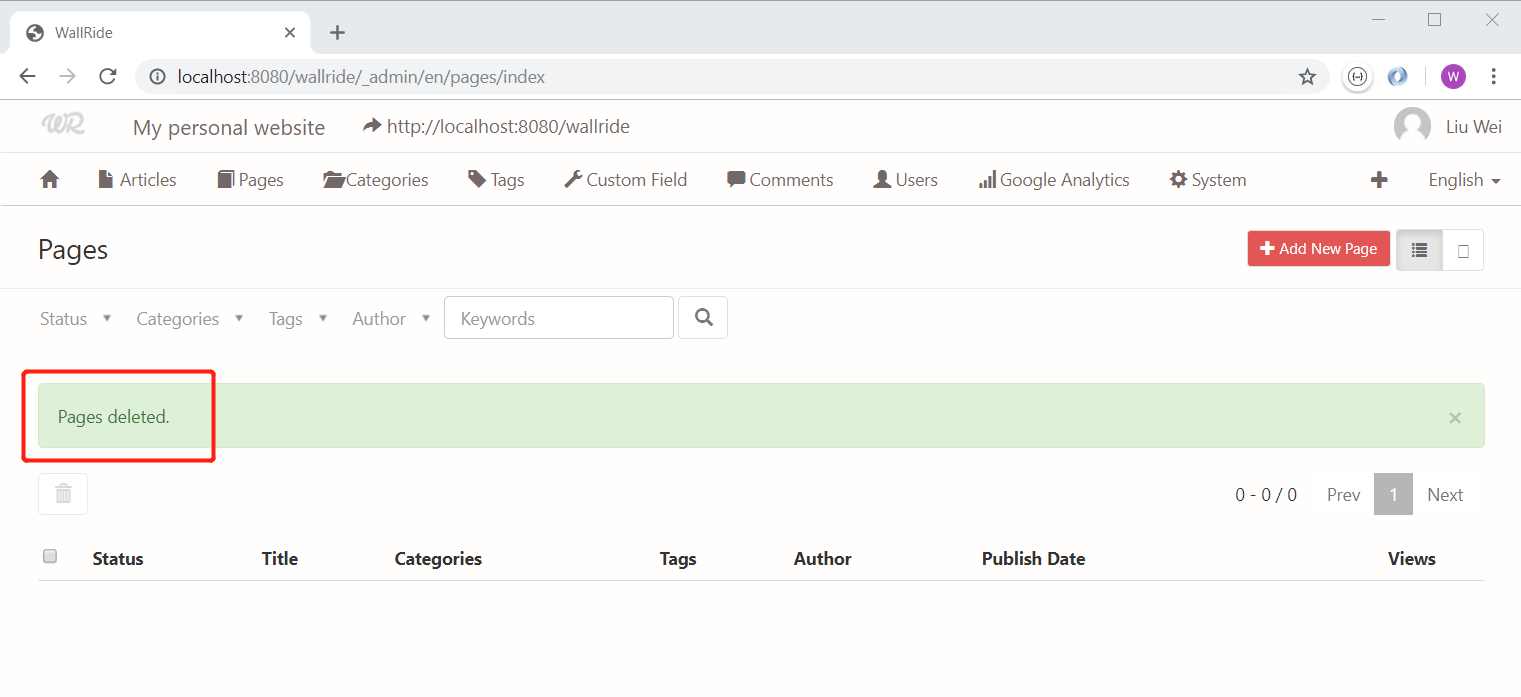 WallRide
localhost:8080/wallride/_admin/en/pages/index
W
WR My personal website http://localhost:8080/wallride Liu Wei
Articles Pages Categories Tags Custom Field Comments Users Google Analytics System English
Pages Add New Page
Status Categories Tags Author Keywords
Pages deleted.
0 - 0 / 0 Prev 1 Next
Status Title Categories Tags Author Publish Date Views